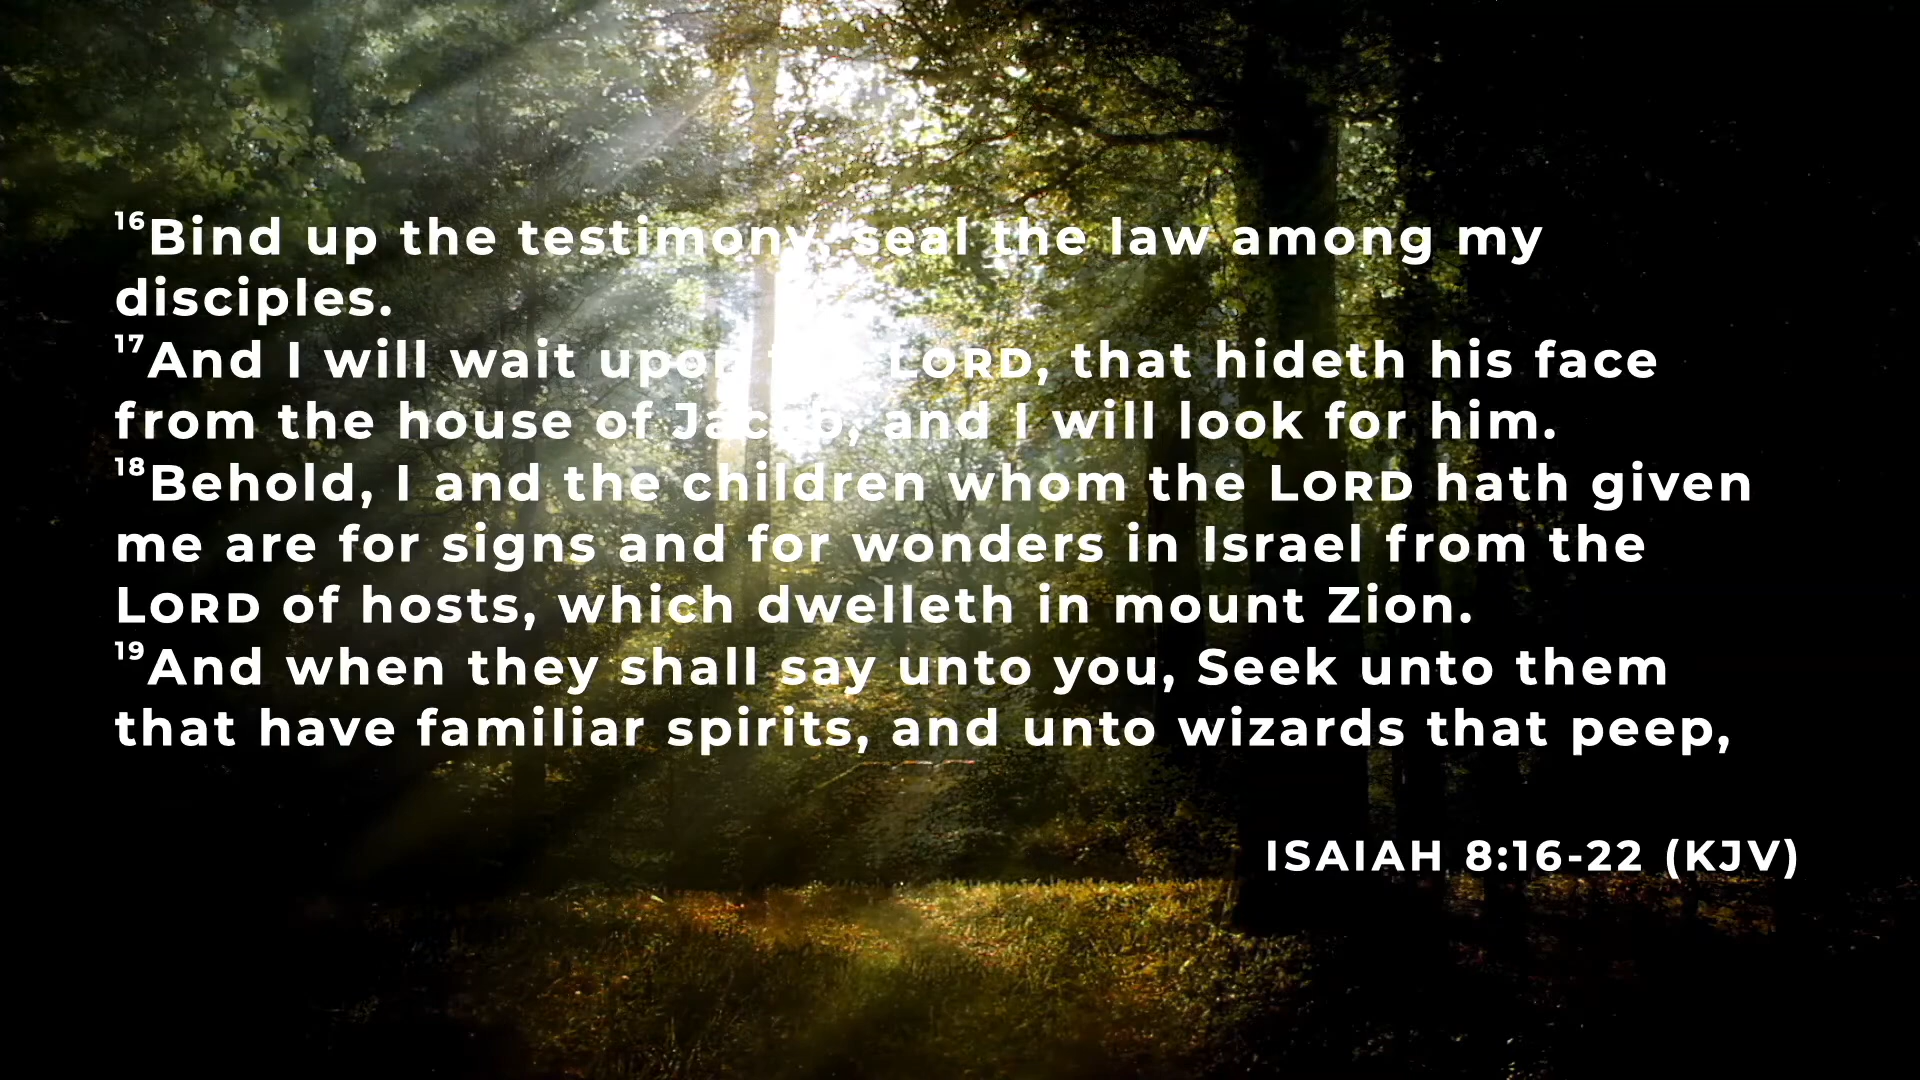 16Bind up the testimony, seal the law among my
disciples.
17And I will wait upon the LORD, that hideth his face
from the house of Jacob, and I will look for him.
18Behold, I and the children whom the LORD hath given
me are for signs and for wonders in Israel from the
LORD of hosts, which dwelleth in mount Zion.
19And when they shall say unto you, Seek unto them
that have familiar spirits, and unto wizards that peep,
ISAIAH 8:16-22 (KJV)